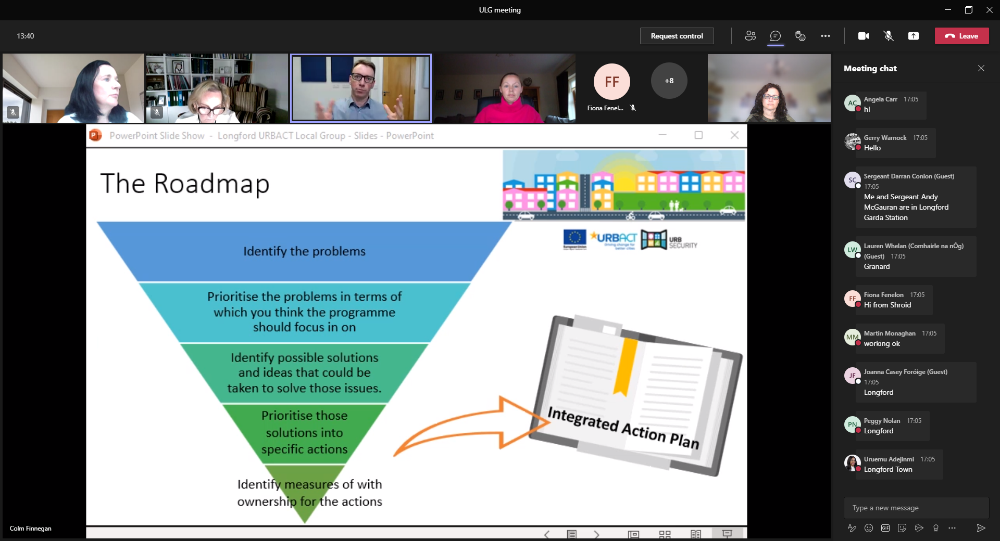 ULG meeting
13:40
Request control
Leave
FF
Fiona Fenel...
+8
PowerPoint Slide Show - Longford URBACT Local Group - Slides - PowerPoint
The Roadmap
Identify the problems
Prioritise the problems in terms of
which you think the programme
should focus in on
Identify possible solutions
and ideas that could be
taken to solve those issues.
Prioritise those
solutions into
specific actions
Identify measures of with
ownership for the actions
European Union
URBACT
Driving change for
better cities
URB
SECURITY
Integrated Action Plan
Colm Finnegan
Meeting chat
AC
Angela Carr 17:05
hI
Gerry Warnock 17:05
Hello
SC
Sergeant Darran Conlon (Guest)
17:05
Me and Sergeant Andy
McGauran are in Longford
Garda Station
LW
Lauren Whelan (Comhairle na nÓg)
(Guest) 17:05
Granard
FF
Fiona Fenelon 17:05
Hi from Shroid
MM
Martin Monaghan 17:05
working ok
JF
Joanna Casey Foróige (Guest)
17:05
Longford
PN
Peggy Nolan 17:05
Longford
Uruemu Adejinmi 17:05
Longford Town
Type a new message
GIF